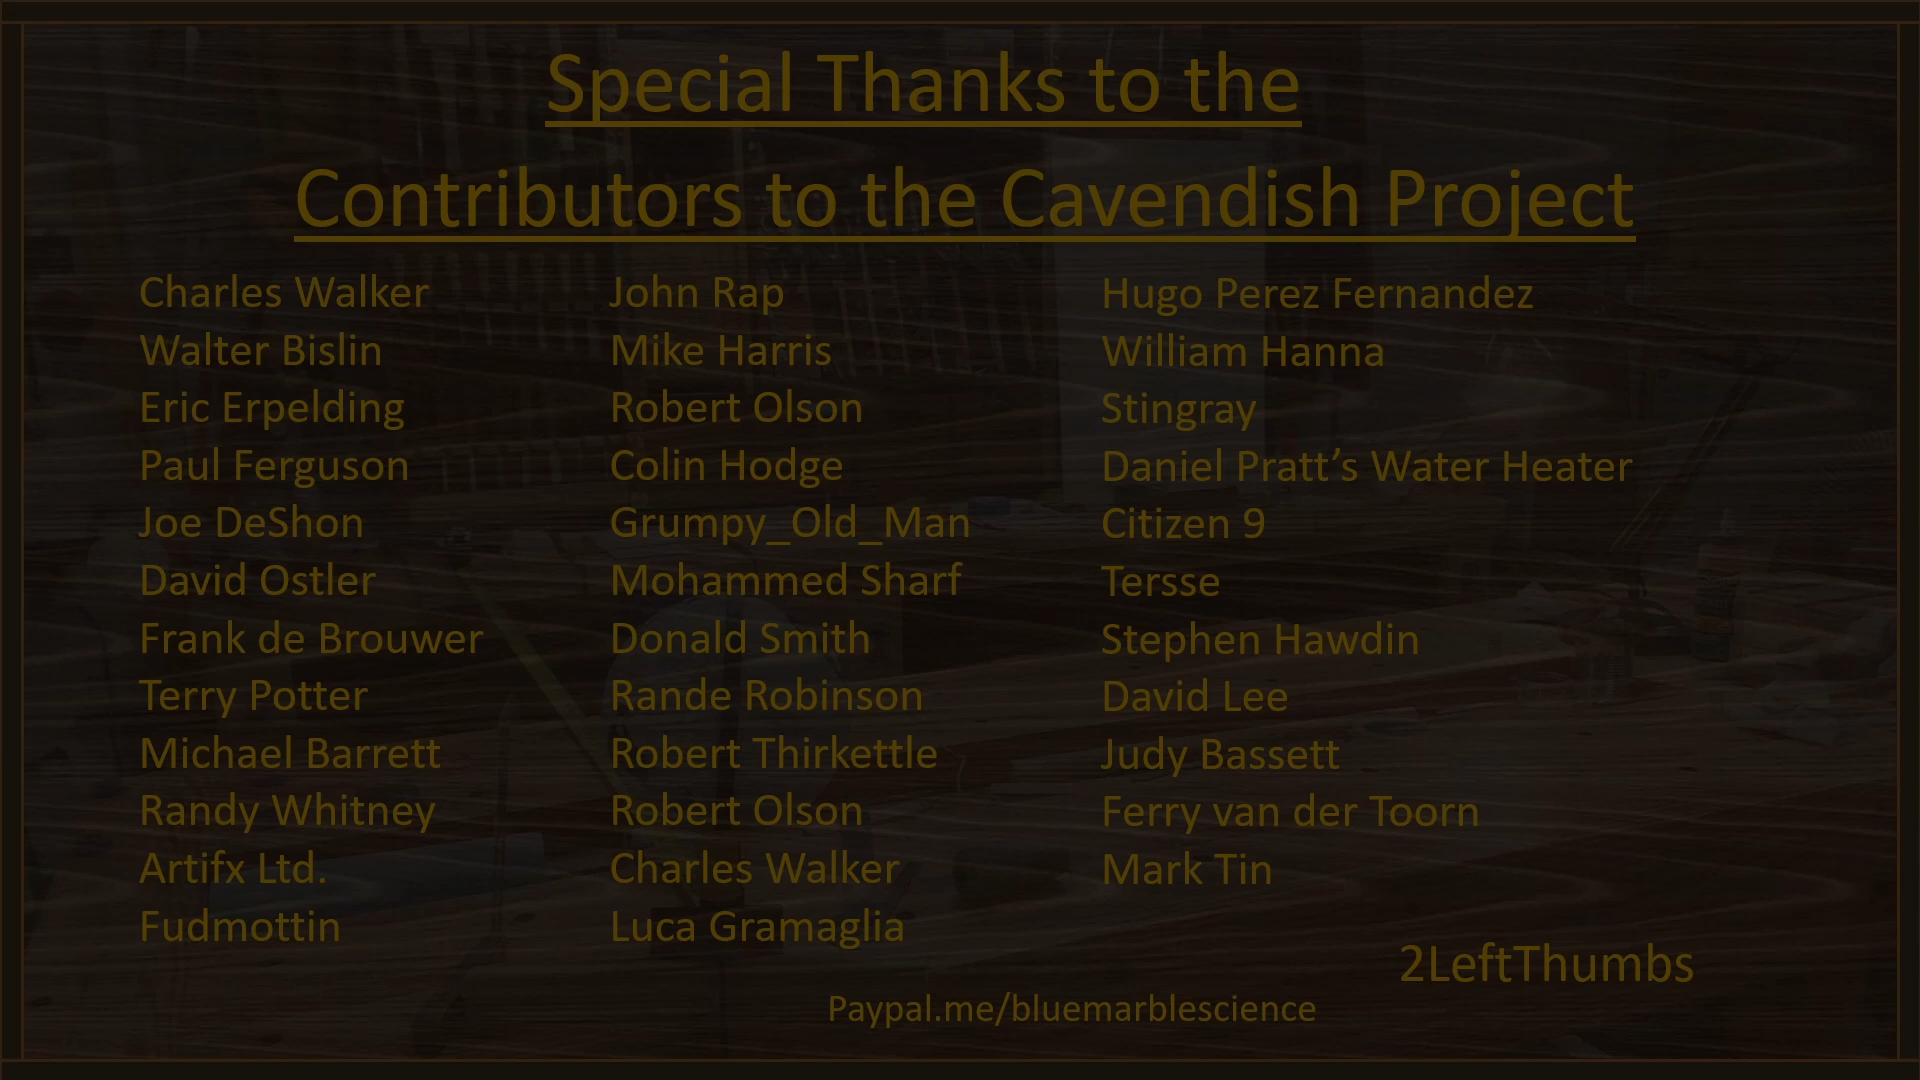 Special Thanks to the
Contributors to the Cavendish Project
Charles Walker
Walter Bislin
Eric Erpelding
Paul Ferguson
Joe DeShon
David Ostler
Frank de Brouwer
Terry Potter
Michael Barrett
Randy Whitney
Artifx Ltd.
Fudmottin
John Rap
Mike Harris
Robert Olson
Colin Hodge
Grumpy_Old_Man
Mohammed Sharf
Donald Smith
Rande Robinson
Robert Thirkettle
Robert Olson
Charles Walker
Luca Gramaglia
Hugo Perez Fernandez
William Hanna
Stingray
Daniel Pratt’s Water Heater
Citizen 9
Tersse
Stephen Hawdin
David Lee
Judy Bassett
Ferry van der Toorn
Mark Tin
2LeftThumbs
Paypal.me/bluemarblescience